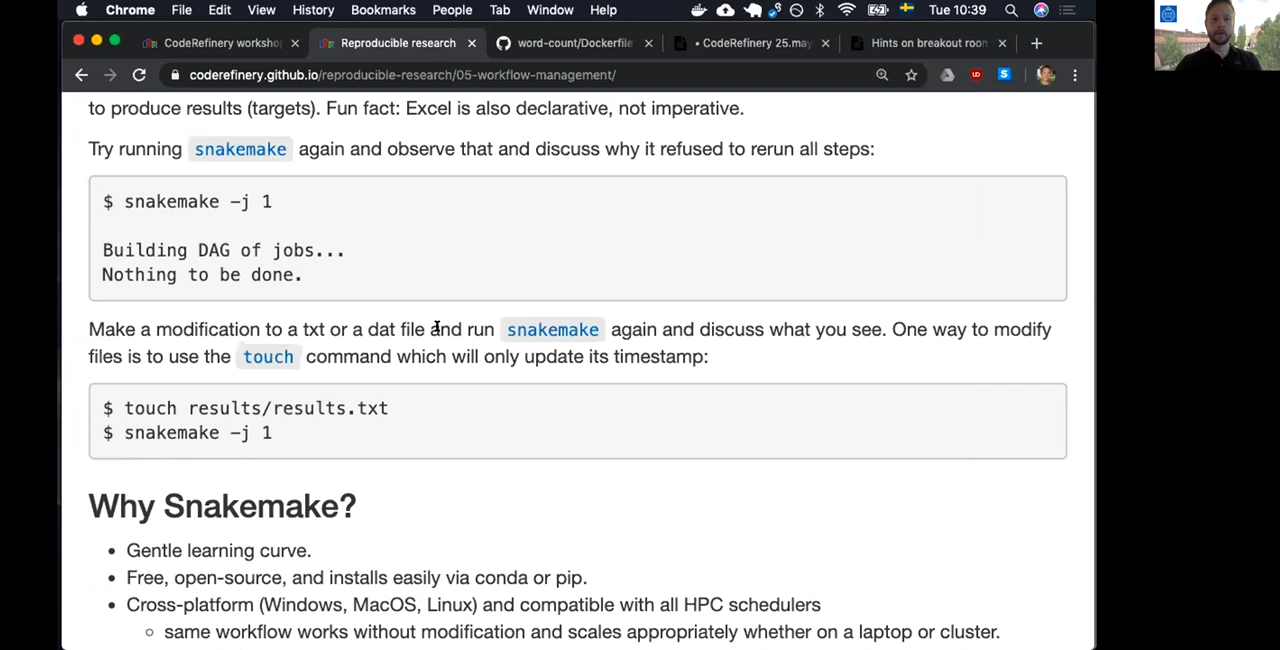 Chrome File Edit View History Bookmarks People Tab Window Help Tue 10:39
CodeRefinery worksho Reproducible research word-count/Dockerfile • CodeRefinery 25.may Hints on breakout room
coderefinery.github.io/reproducible-research/05-workflow-management/
to produce results (targets). Fun fact: Excel is also declarative, not imperative.
Try running snakemake again and observe that and discuss why it refused to rerun all steps:
$ snakemake -j 1
Building DAG of jobs...
Nothing to be done.
Make a modification to a txt or a dat file and run snakemake again and discuss what you see. One way to modify
files is to use the touch command which will only update its timestamp:
$ touch results/results.txt
$ snakemake -j 1
Why Snakemake?
• Gentle learning curve.
• Free, open-source, and installs easily via conda or pip.
• Cross-platform (Windows, MacOS, Linux) and compatible with all HPC schedulers
◦ same workflow works without modification and scales appropriately whether on a laptop or cluster.